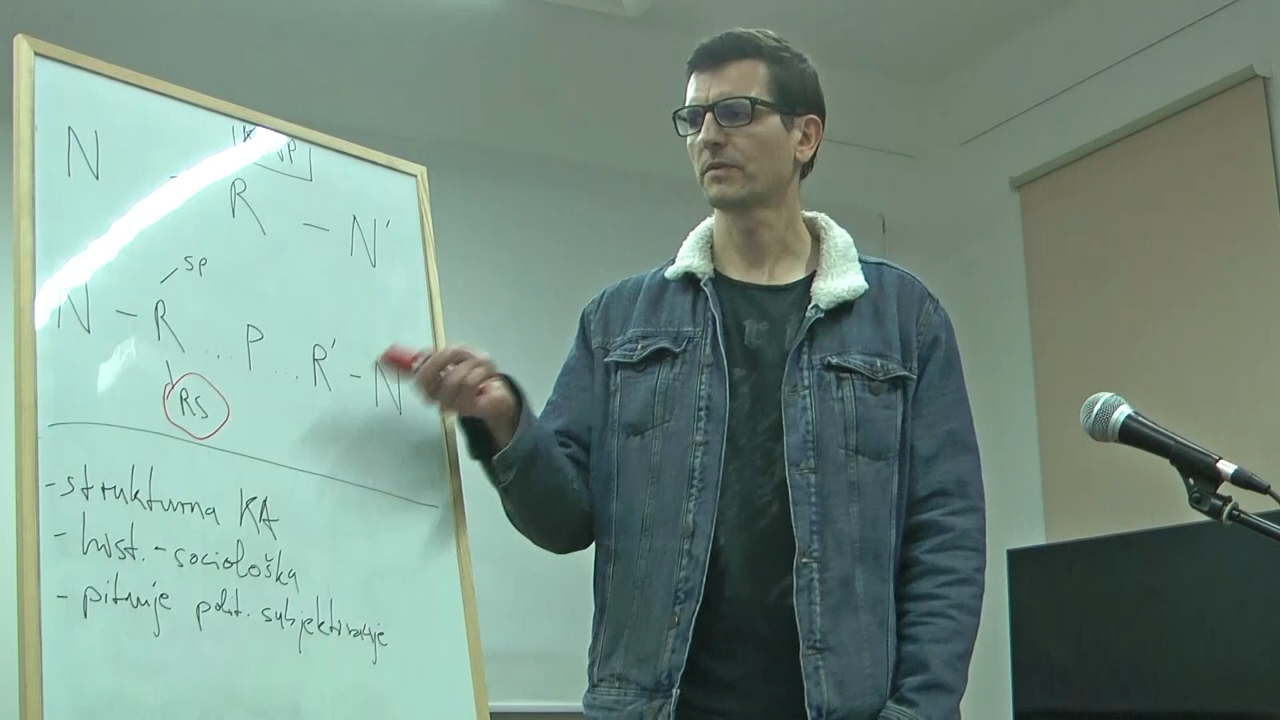 N - R - N'
SP
N - R ... P ... R' - N
RS
- strukturna KA
- hist. - sociološka
- pitanje polit. subjektivacije